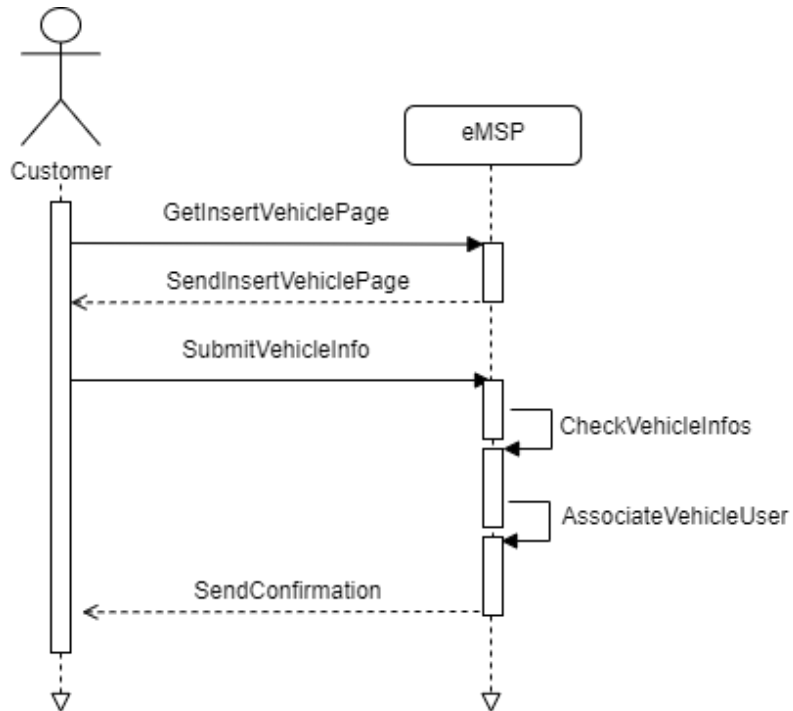 eMSP
Customer
GetInsertVehiclePage
SendInsertVehiclePage
SubmitVehicleInfo
CheckVehicleInfos
AssociateVehicleUser
SendConfirmation